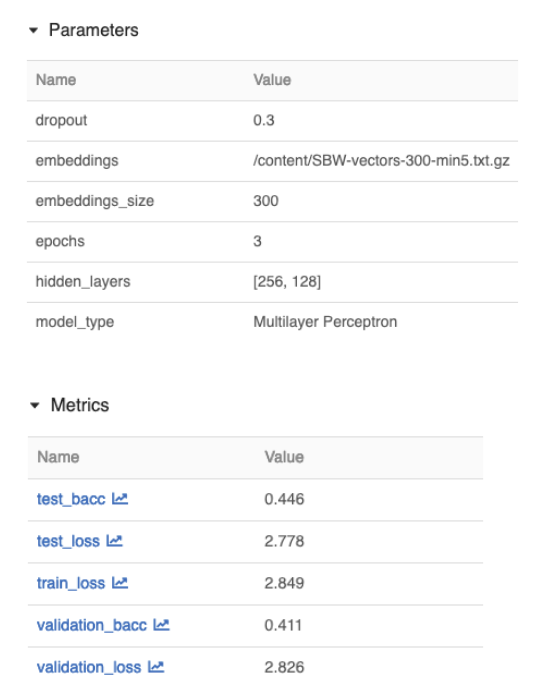 Parameters
Name Value
dropout 0.3
embeddings /content/SBW-vectors-300-min5.txt.gz
embeddings_size 300
epochs 3
hidden_layers [256, 128]
model_type Multilayer Perceptron
Metrics
Name Value
test_bacc 0.446
test_loss 2.778
train_loss 2.849
validation_bacc 0.411
validation_loss 2.826